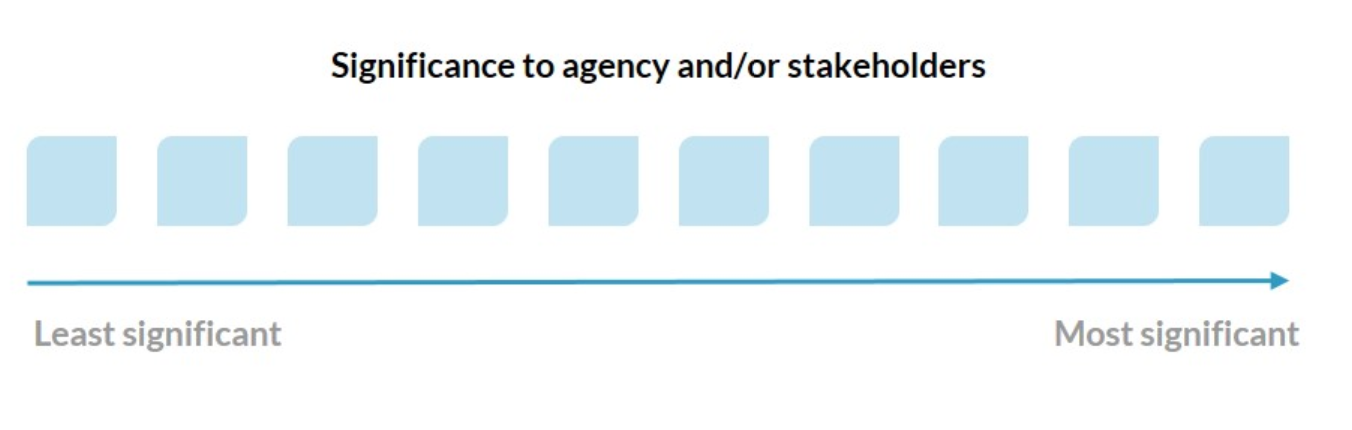 Significance to agency and/or stakeholders
Least significant
Most significant